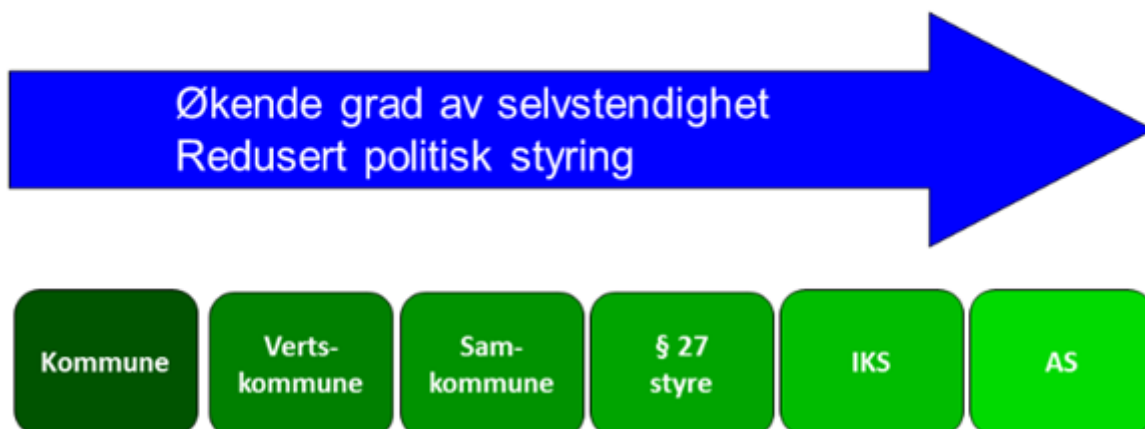 Økende grad av selvstendighet
Redusert politisk styring
Kommune
Verts-
kommune
Sam-
kommune
§ 27
styre
IKS
AS